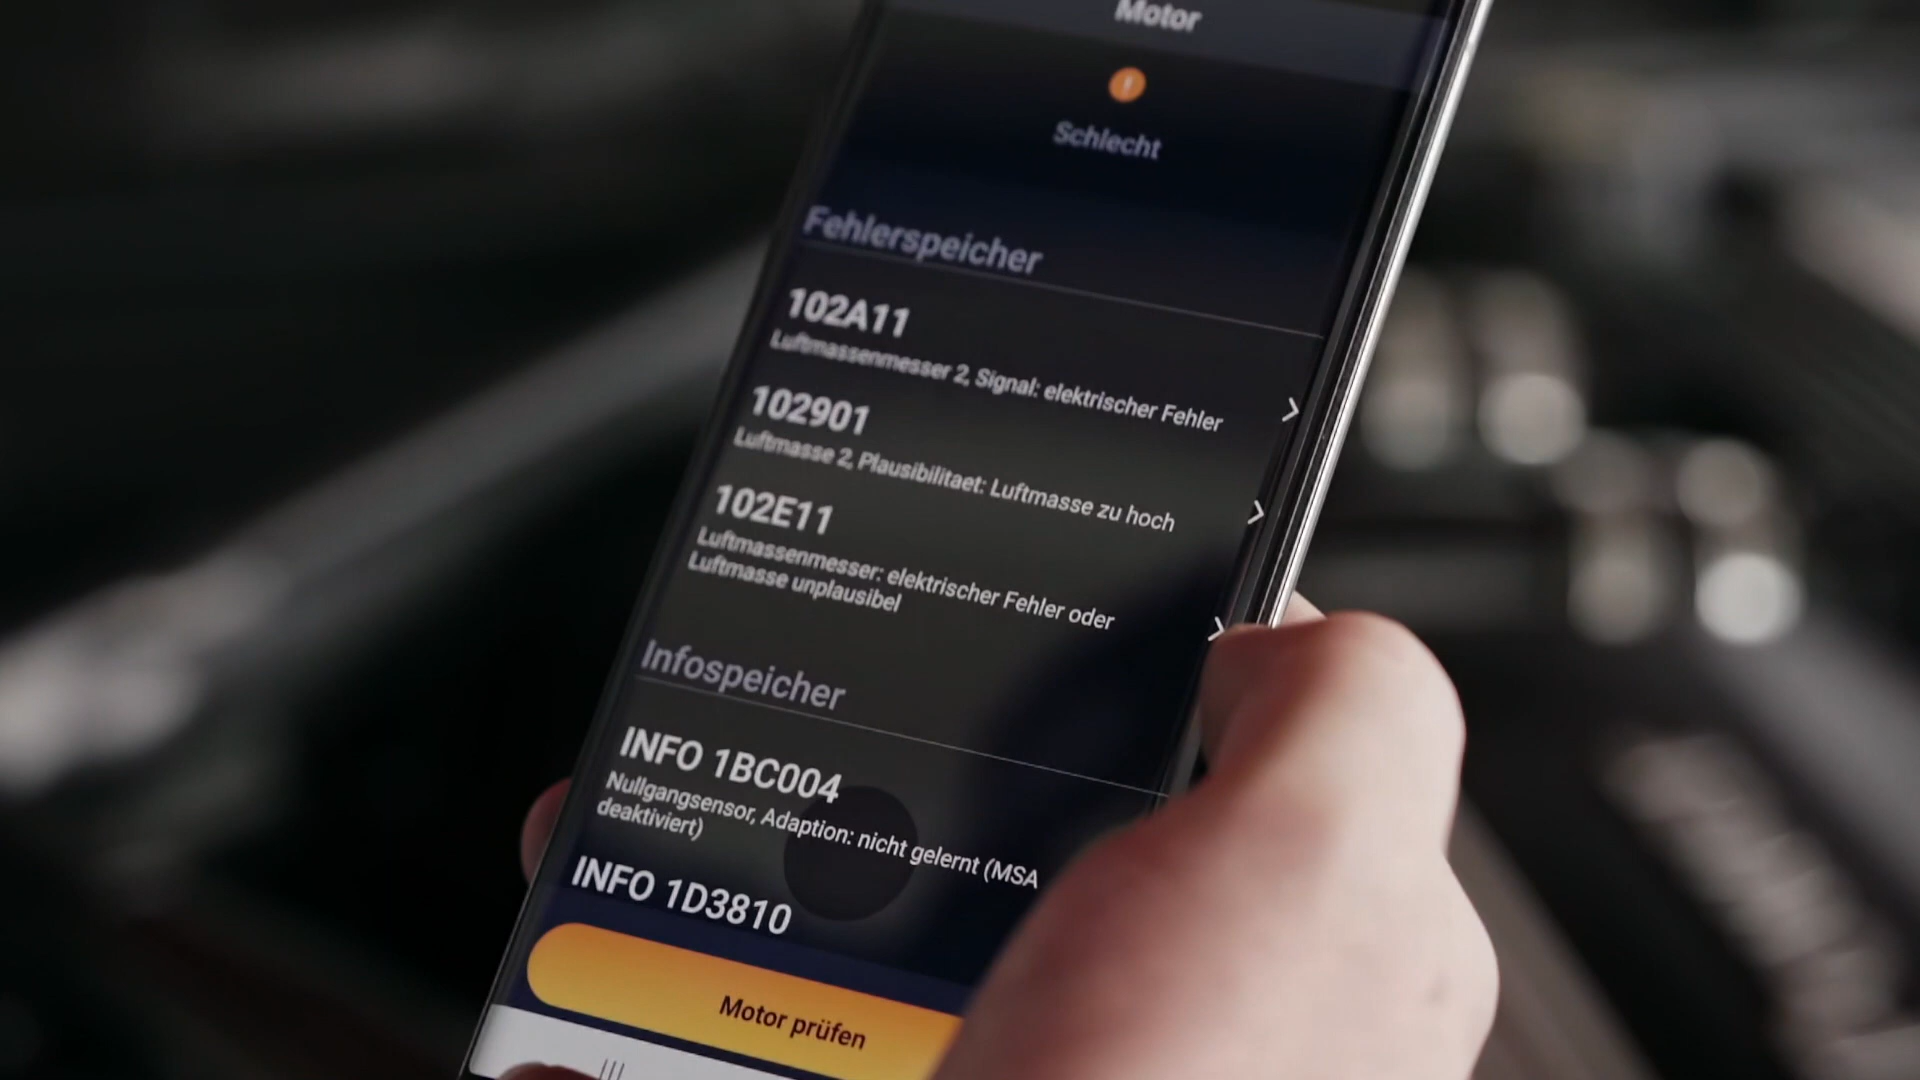 Motor
Schlecht
Fehlerspeicher
102A11
Luftmassenmesser 2, Signal: elektrischer Fehler
102901
Luftmasse 2, Plausibilitaet: Luftmasse zu hoch
102E11
Luftmassenmesser: elektrischer Fehler oder
Luftmasse unplausibel
Infospeicher
INFO 1BC004
Nullgangsensor, Adaption: nicht gelernt (MSA
deaktiviert)
INFO 1D3810
Motor prüfen